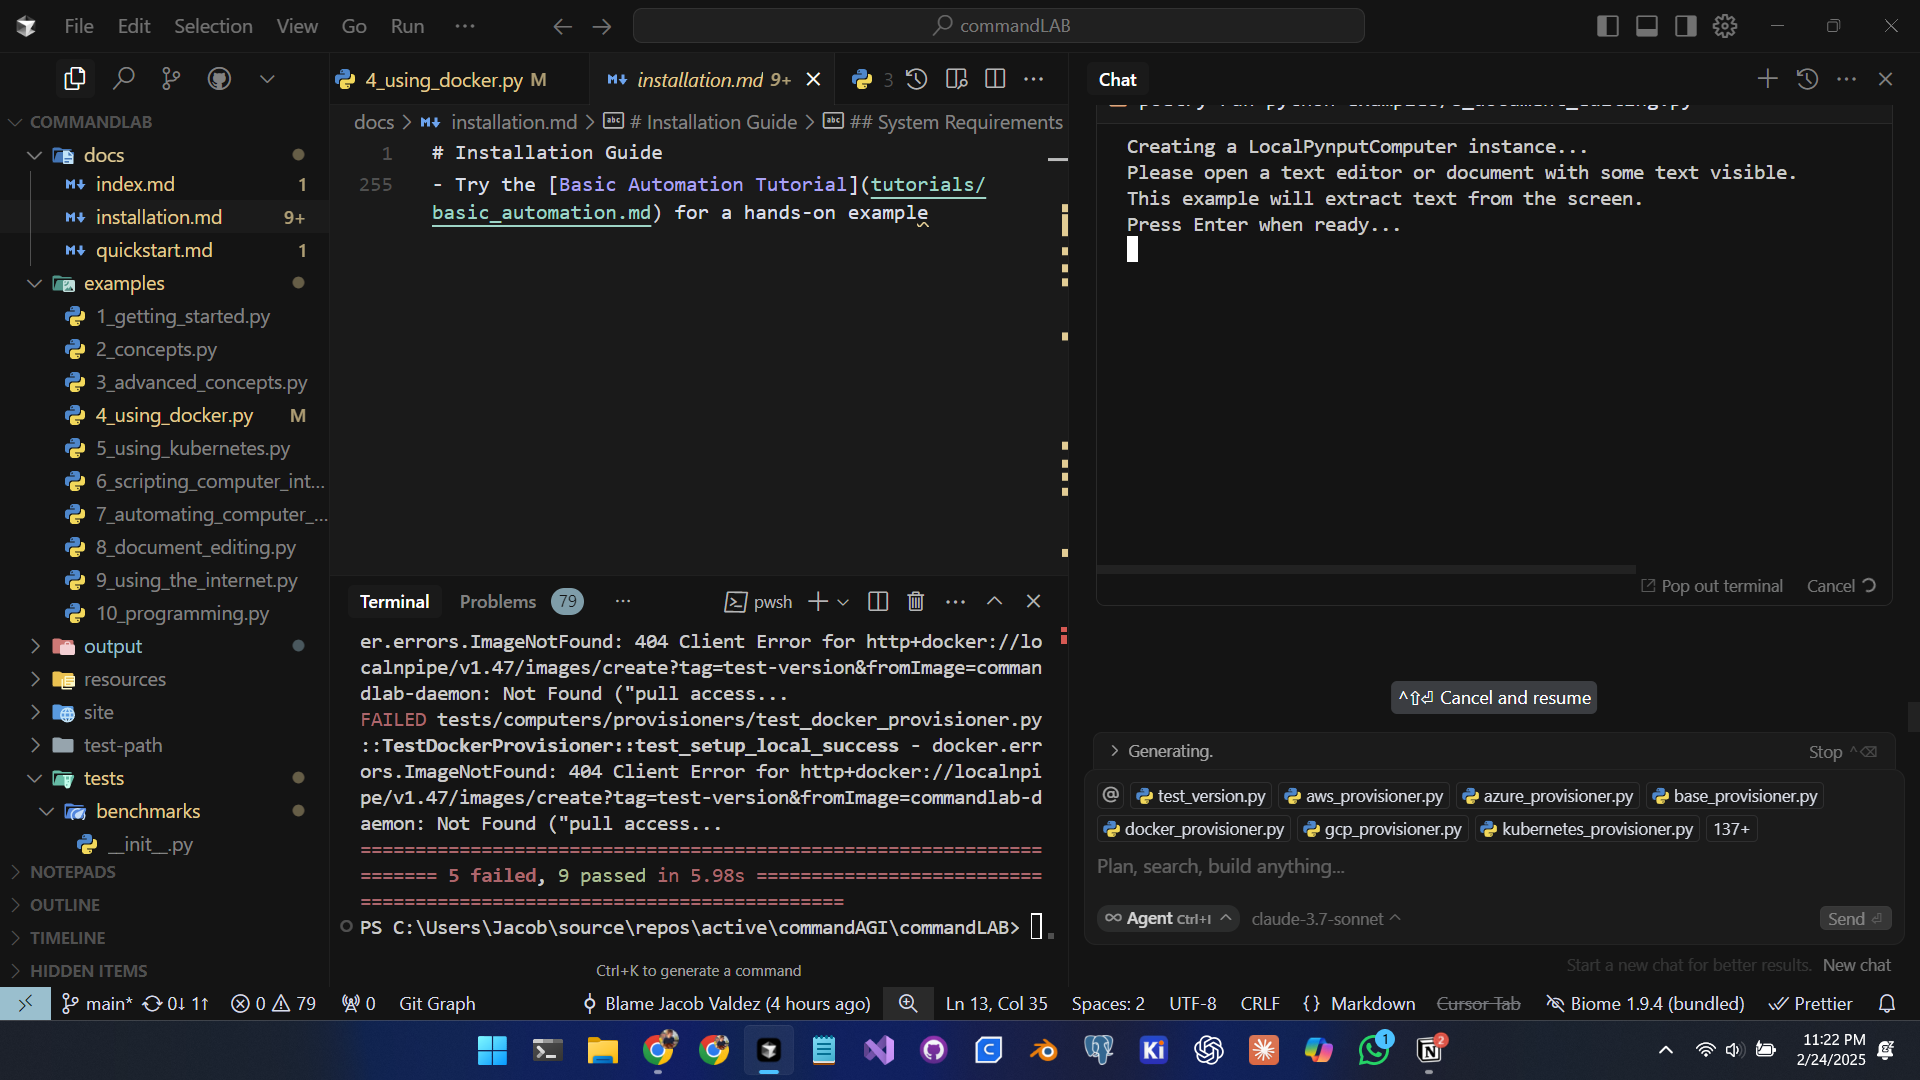 File Edit Selection View Go Run ···
commandLAB
COMMANDLAB
docs
index.md 1
installation.md 9+
quickstart.md 1
examples
1_getting_started.py
2_concepts.py
3_advanced_concepts.py
4_using_docker.py M
5_using_kubernetes.py
6_scripting_computer_int...
7_automating_computer_...
8_document_editing.py
9_using_the_internet.py
10_programming.py
output
resources
site
test-path
tests
benchmarks
__init__.py
NOTEPADS
OUTLINE
TIMELINE
HIDDEN ITEMS
4_using_docker.py M
installation.md 9+
3
docs > installation.md > # Installation Guide > ## System Requirements
1 # Installation Guide
255 - Try the [Basic Automation Tutorial](tutorials/
basic_automation.md) for a hands-on example
Terminal Problems 79 ··· pwsh
er.errors.ImageNotFound: 404 Client Error for http+docker://lo
calnpipe/v1.47/images/create?tag=test-version&fromImage=comman
dlab-daemon: Not Found ("pull access...
FAILED tests/computers/provisioners/test_docker_provisioner.py
::TestDockerProvisioner::test_setup_local_success - docker.err
ors.ImageNotFound: 404 Client Error for http+docker://localnpi
pe/v1.47/images/create?tag=test-version&fromImage=commandlab-d
aemon: Not Found ("pull access...
==============================================================
======= 5 failed, 9 passed in 5.98s ==========================
============================================
PS C:\Users\Jacob\source\repos\active\commandAGI\commandLAB>
Ctrl+K to generate a command
Chat
Creating a LocalPynputComputer instance...
Please open a text editor or document with some text visible.
This example will extract text from the screen.
Press Enter when ready...
Pop out terminal Cancel
Cancel and resume
Generating. Stop
@ test_version.py aws_provisioner.py azure_provisioner.py base_provisioner.py
docker_provisioner.py gcp_provisioner.py kubernetes_provisioner.py 137+
Plan, search, build anything...
Agent Ctrl+I claude-3.7-sonnet Send
Start a new chat for better results. New chat
main* 0↓ 1↑ 0 79 0 Git Graph Blame Jacob Valdez (4 hours ago) Ln 13, Col 35 Spaces: 2 UTF-8 CRLF {} Markdown Cursor Tab Biome 1.9.4 (bundled) Prettier
Ki
1
2
11:22 PM
2/24/2025